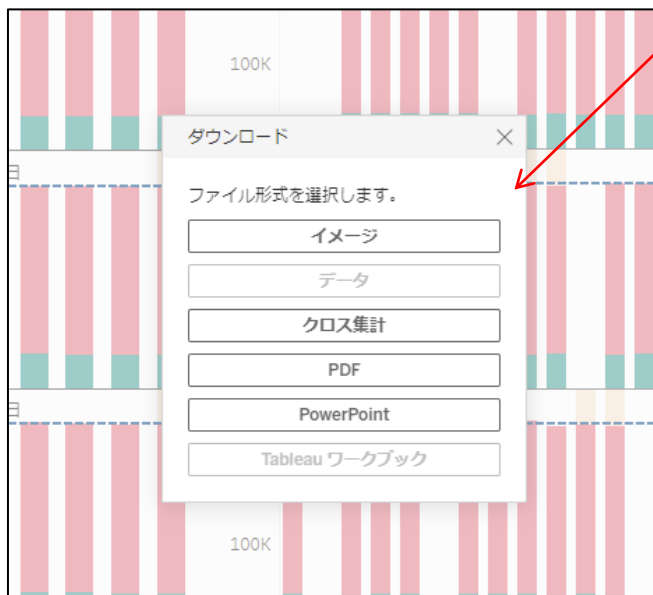 100K
ダウンロード
日
ファイル形式を選択します。
イメージ
データ
クロス集計
PDF
日
PowerPoint
Tableau ワークブック
100K